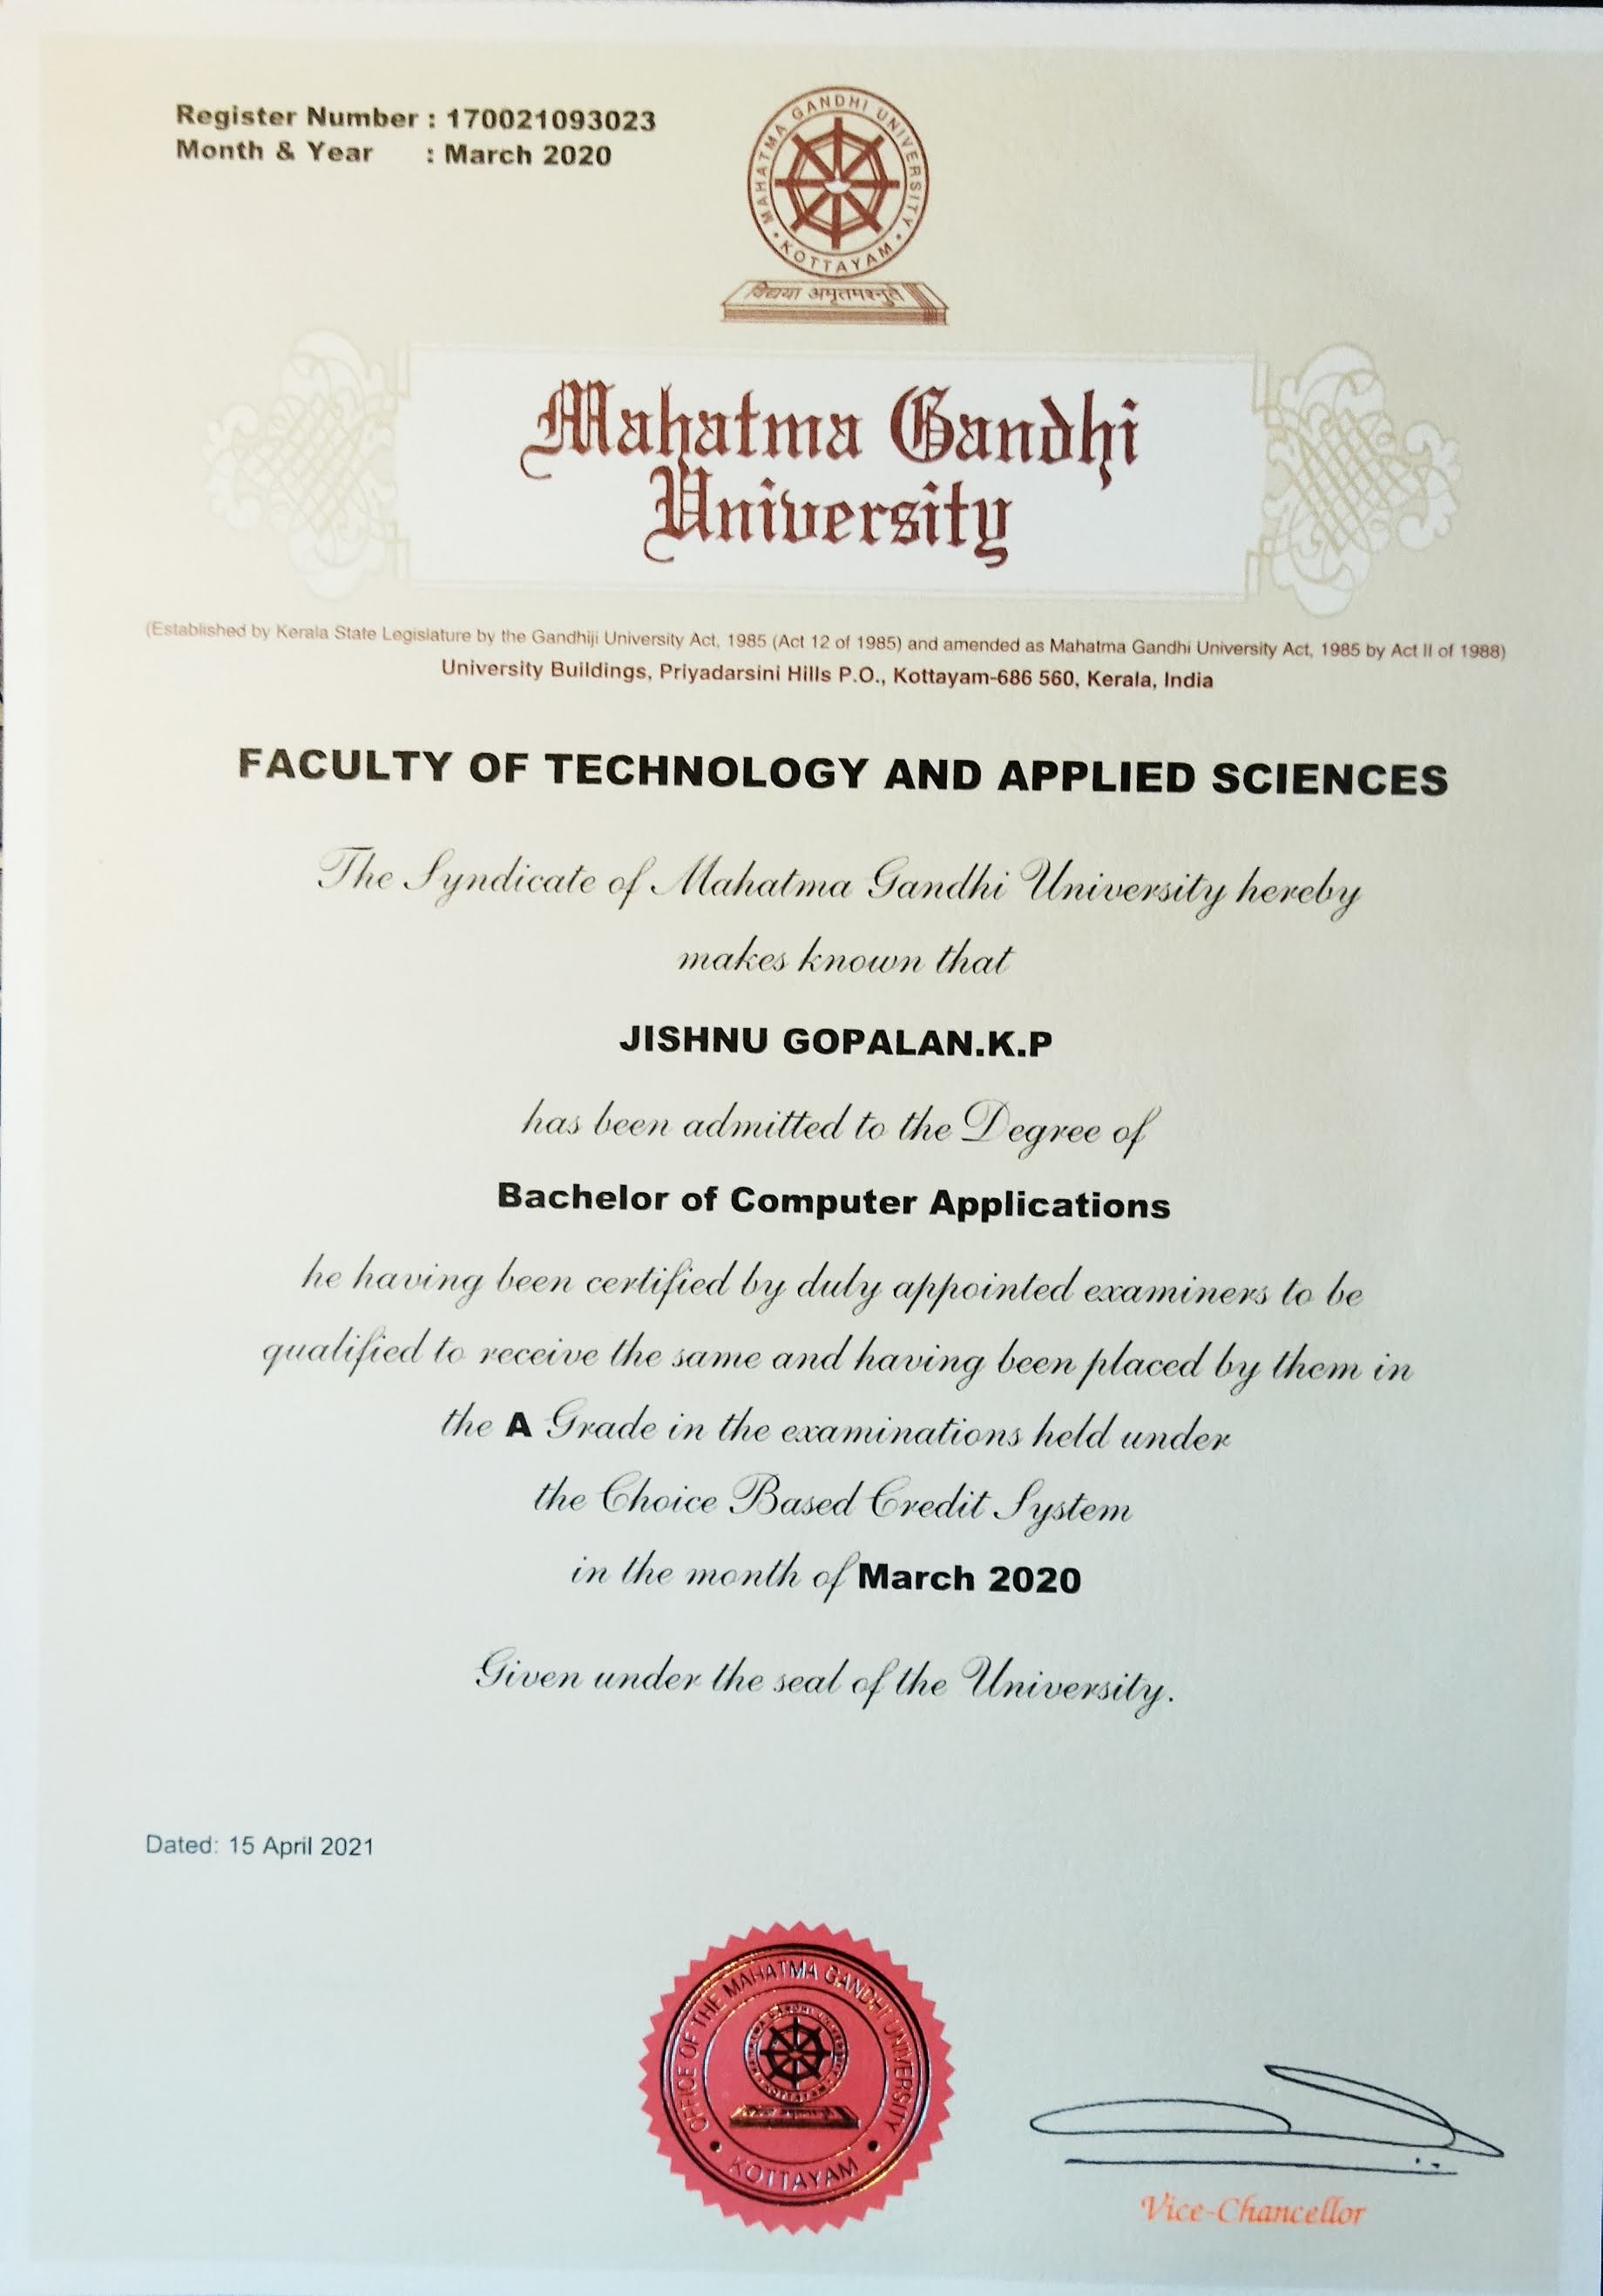 Register Number : 170021093023
Month & Year : March 2020
MAHATMA GANDHI UNIVERSITY
KOTTAYAM
विद्यया अमृतमश्नुते
Mahatma Gandhi
University
(Established by Kerala State Legislature by the Gandhiji University Act, 1985 (Act 12 of 1985) and amended as Mahatma Gandhi University Act, 1985 by Act II of 1988)
University Buildings, Priyadarsini Hills P.O., Kottayam-686 560, Kerala, India
FACULTY OF TECHNOLOGY AND APPLIED SCIENCES
The Syndicate of Mahatma Gandhi University hereby
makes known that
JISHNU GOPALAN.K.P
has been admitted to the Degree of
Bachelor of Computer Applications
he having been certified by duly appointed examiners to be
qualified to receive the same and having been placed by them in
the A Grade in the examinations held under
the Choice Based Credit System
in the month of March 2020
Given under the seal of the University.
Dated: 15 April 2021
OFFICE OF THE MAHATMA GANDHI UNIVERSITY
KOTTAYAM
Vice-Chancellor